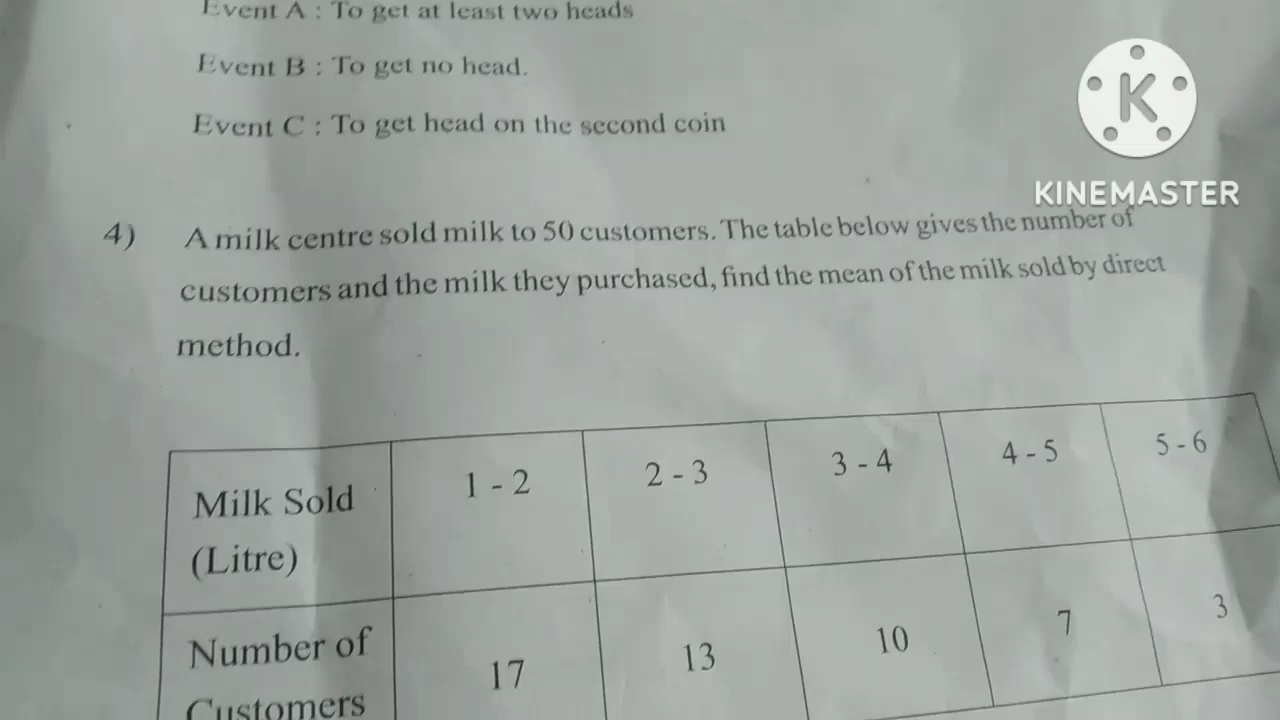 Event A : To get at least two heads
Event B : To get no head.
Event C : To get head on the second coin
K
KINEMASTER
4) A milk centre sold milk to 50 customers. The table below gives the number of
customers and the milk they purchased, find the mean of the milk sold by direct
method.
Milk Sold (Litre) 1 - 2 2 - 3 3 - 4 4 - 5 5 - 6
Number of Customers 17 13 10 7 3